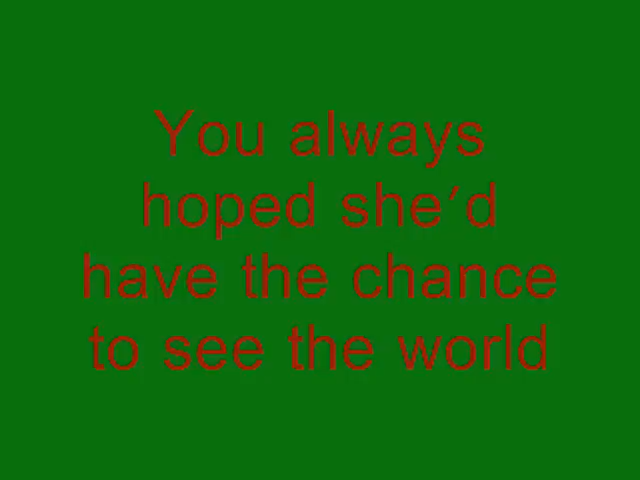 You always
hoped she’d
have the chance
to see the world